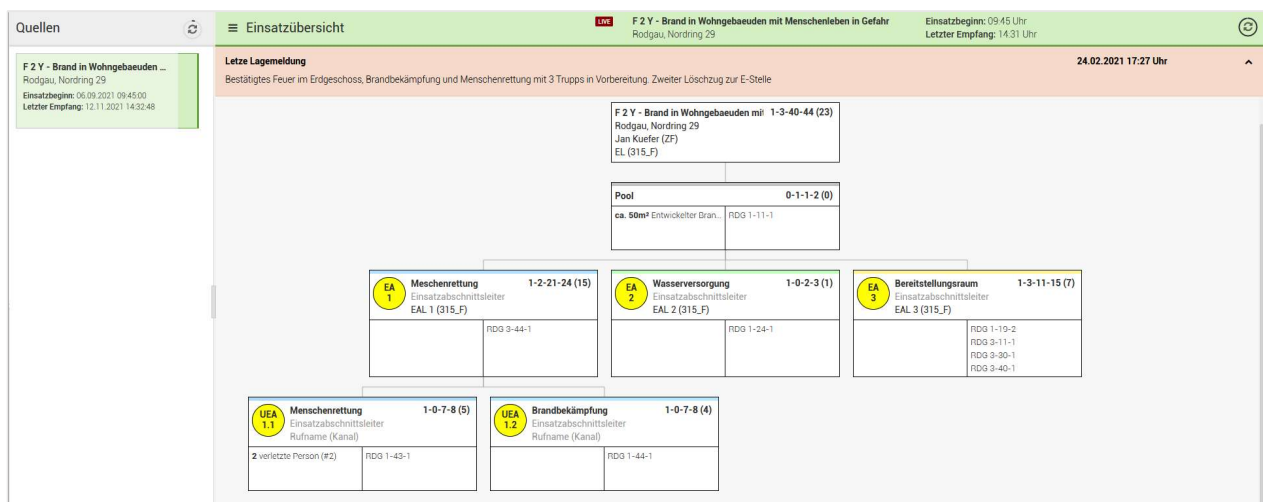 Quellen
≡ Einsatzübersicht
LIVE
F 2 Y - Brand in Wohngebaeuden mit Menschenleben in Gefahr
Rodgau, Nordring 29
Einsatzbeginn: 09:45 Uhr
Letzter Empfang: 14:31 Uhr
F 2 Y - Brand in Wohngebaeuden ...
Rodgau, Nordring 29
Einsatzbeginn: 06.09.2021 09:45:00
Letzter Empfang: 12.11.2021 14:32:48
Letze Lagemeldung
24.02.2021 17:27 Uhr
Bestätigtes Feuer im Erdgeschoss, Brandbekämpfung und Menschenrettung mit 3 Trupps in Vorbereitung. Zweiter Löschzug zur E-Stelle
F 2 Y - Brand in Wohngebaeuden mit 1-3-40-44 (23)
Rodgau, Nordring 29
Jan Kuefer (ZF)
EL (315_F)
Pool 0-1-1-2 (0)
ca. 50m² Entwickelter Bran...
RDG 1-11-1
EA 1
Meschenrettung 1-2-21-24 (15)
Einsatzabschnittsleiter
EAL 1 (315_F)
RDG 3-44-1
EA 2
Wasserversorgung 1-0-2-3 (1)
Einsatzabschnittsleiter
EAL 2 (315_F)
RDG 1-24-1
EA 3
Bereitstellungsraum 1-3-11-15 (7)
Einsatzabschnittsleiter
EAL 3 (315_F)
RDG 1-19-2
RDG 3-11-1
RDG 3-30-1
RDG 3-40-1
UEA 1.1
Menschenrettung 1-0-7-8 (5)
Einsatzabschnittsleiter
Rufname (Kanal)
2 verletzte Person (#2)
RDG 1-43-1
UEA 1.2
Brandbekämpfung 1-0-7-8 (4)
Einsatzabschnittsleiter
Rufname (Kanal)
RDG 1-44-1